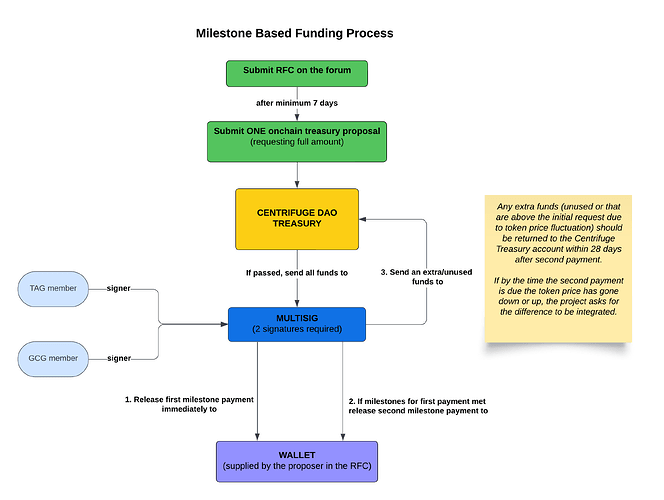 Milestone Based Funding Process
Submit RFC on the forum
after minimum 7 days
Submit ONE onchain treasury proposal
(requesting full amount)
CENTRIFUGE DAO
TREASURY
If passed, send all funds to
3. Send an extra/unused
funds to
Any extra funds (unused or that
are above the initial request due
to token price fluctuation) should
be returned to the Centrifuge
Treasury account within 28 days
after second payment.
If by the time the second payment
is due the token price has gone
down or up, the project asks for
the difference to be integrated.
TAG member
signer
GCG member
signer
MULTISIG
(2 signatures required)
1. Release first milestone payment
immediately to
2. If milestones for first payment met
release second milestone payment to
WALLET
(supplied by the proposer in the RFC)